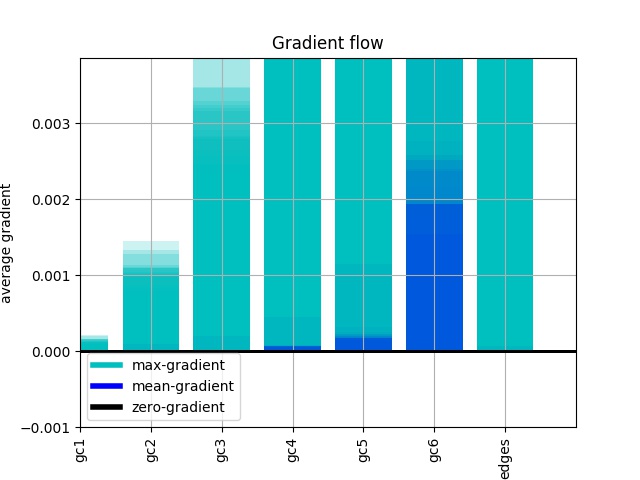 Gradient flow
average gradient
0.003
0.002
0.001
0.000
−0.001
max-gradient
mean-gradient
zero-gradient
gc1
gc2
gc3
gc4
gc5
gc6
edges